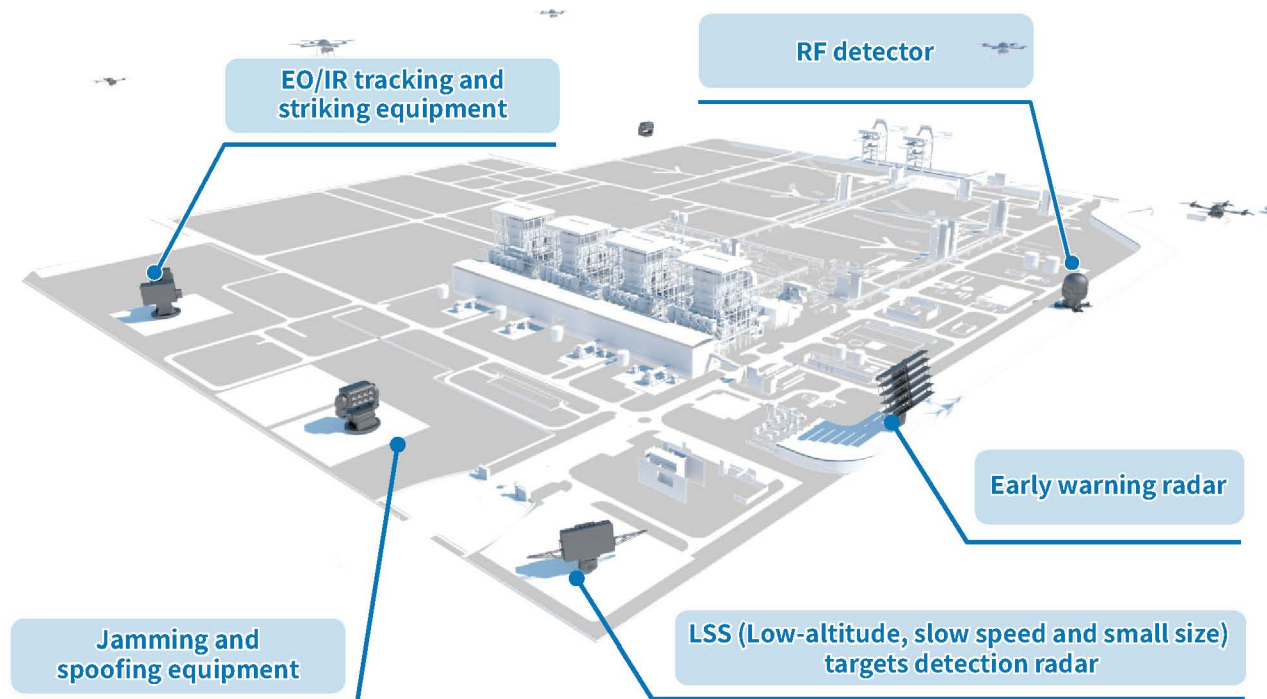 RF detector
EO/IR tracking and
striking equipment
Early warning radar
Jamming and
spoofing equipment
LSS (Low-altitude, slow speed and small size)
targets detection radar